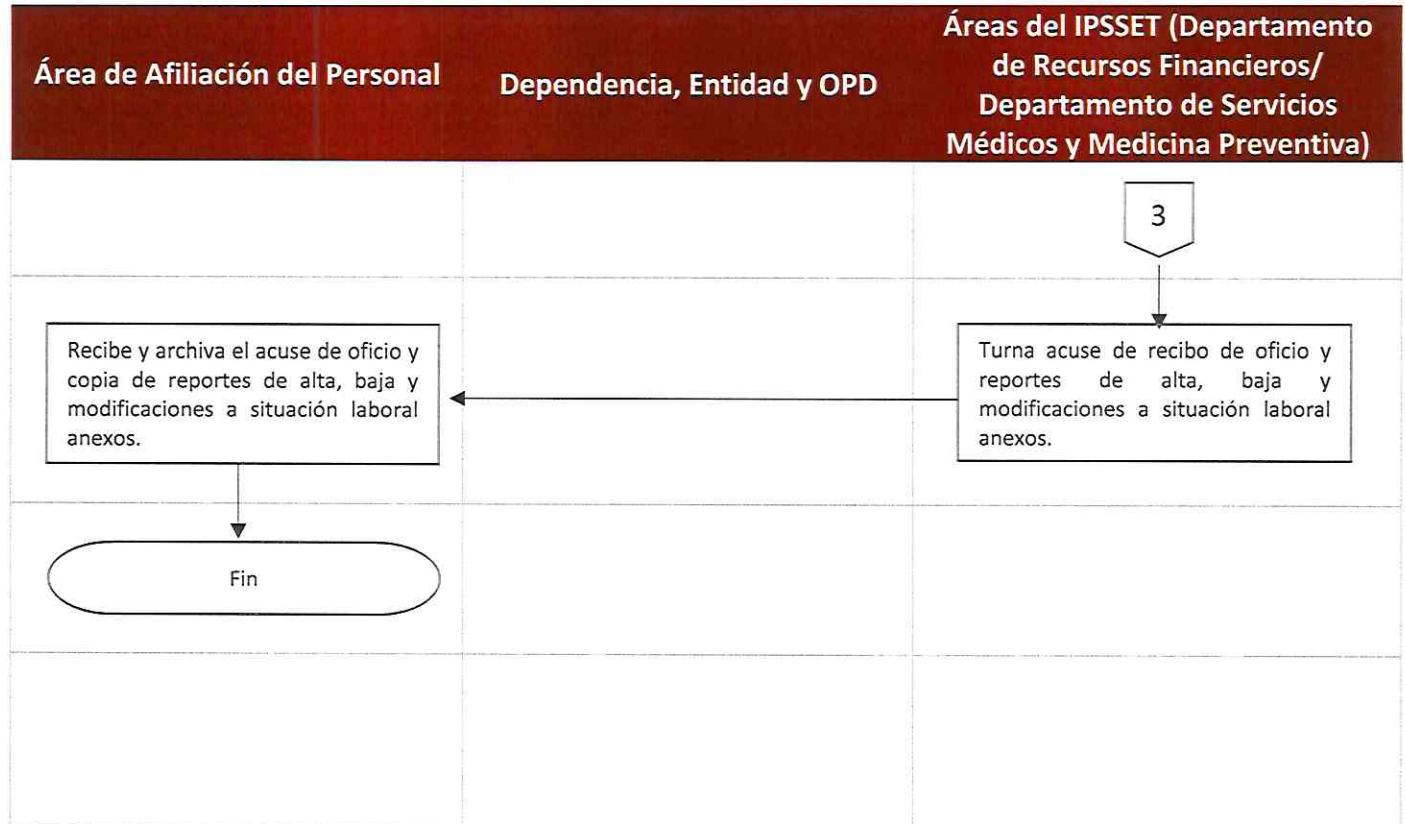 Área de Afiliación del Personal
Dependencia, Entidad y OPD
Áreas del IPSSET (Departamento
de Recursos Financieros/
Departamento de Servicios
Médicos y Medicina Preventiva)
3
Turna acuse de recibo de oficio y
reportes de alta, baja y
modificaciones a situación laboral
anexos.
Recibe y archiva el acuse de oficio y
copia de reportes de alta, baja y
modificaciones a situación laboral
anexos.
Fin